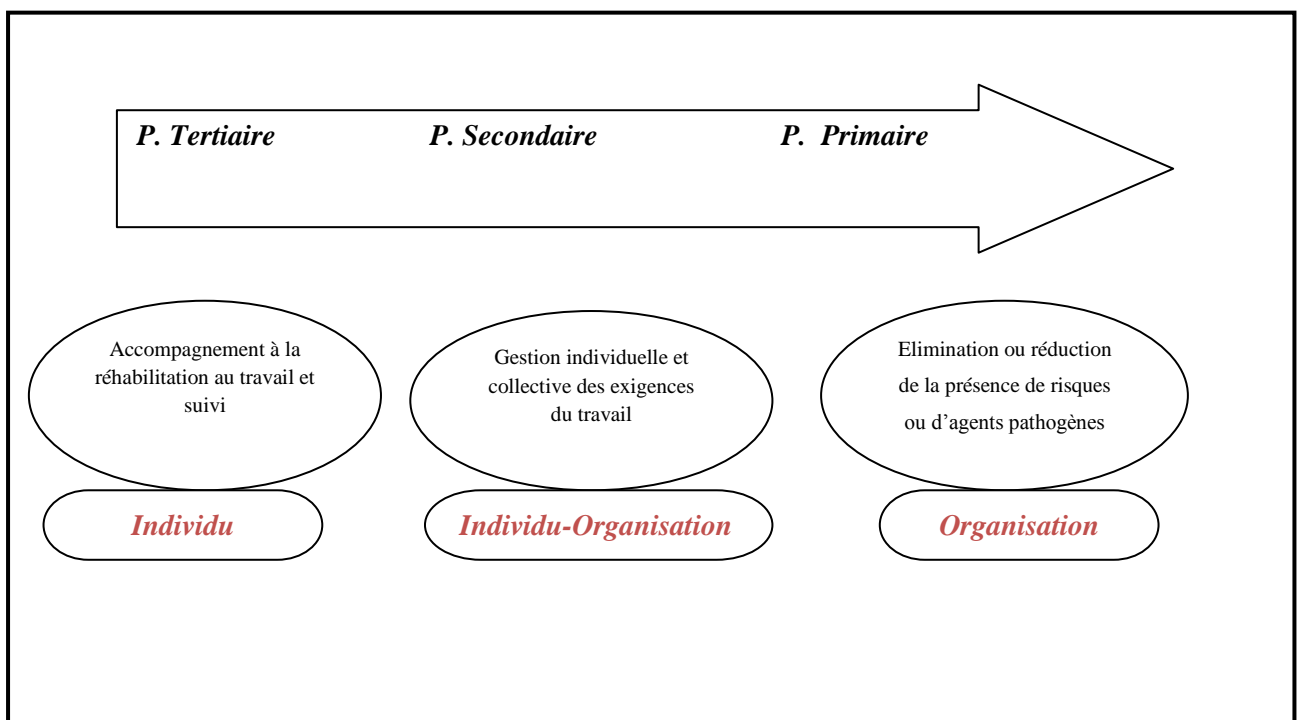 P. Tertiaire P. Secondaire P. Primaire
Accompagnement à la
réhabilitation au travail et
suivi
Gestion individuelle et
collective des exigences
du travail
Elimination ou réduction
de la présence de risques
ou d'agents pathogènes
Individu
Individu-Organisation
Organisation